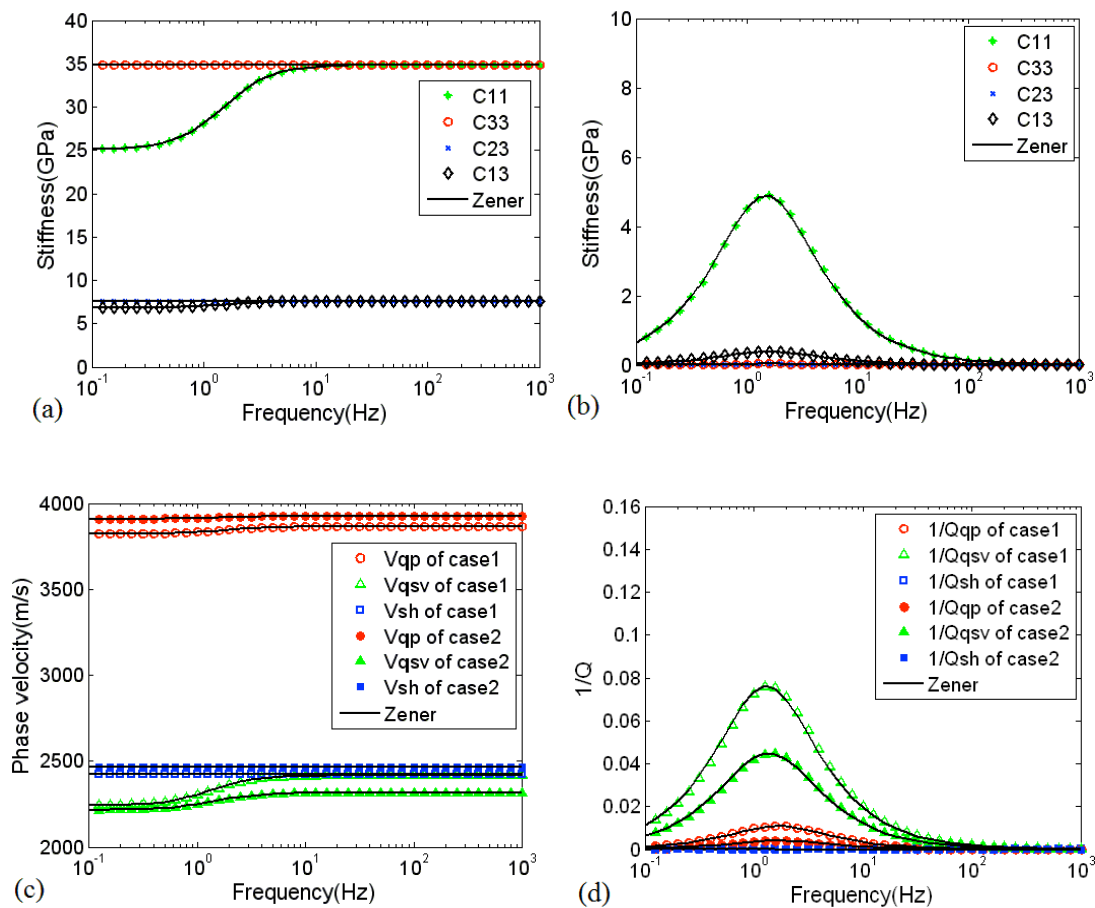 Stiffness(GPa)
40
35
30
25
20
15
10
5
0
C11
C33
C23
C13
Zener
10^-1
10^0
10^1
10^2
10^3
Frequency(Hz)
(a)
Stiffness(GPa)
10
8
6
4
2
0
C11
C33
C23
C13
Zener
10^-1
10^0
10^1
10^2
10^3
Frequency(Hz)
(b)
Phase velocity(m/s)
4000
3500
3000
2500
2000
Vqp of case1
Vqsv of case1
Vsh of case1
Vqp of case2
Vqsv of case2
Vsh of case2
Zener
10^-1
10^0
10^1
10^2
10^3
Frequency(Hz)
(c)
1/Q
0.16
0.14
0.12
0.1
0.08
0.06
0.04
0.02
0
1/Qqp of case1
1/Qqsv of case1
1/Qsh of case1
1/Qqp of case2
1/Qqsv of case2
1/Qsh of case2
Zener
10^-1
10^0
10^1
10^2
10^3
Frequency(Hz)
(d)